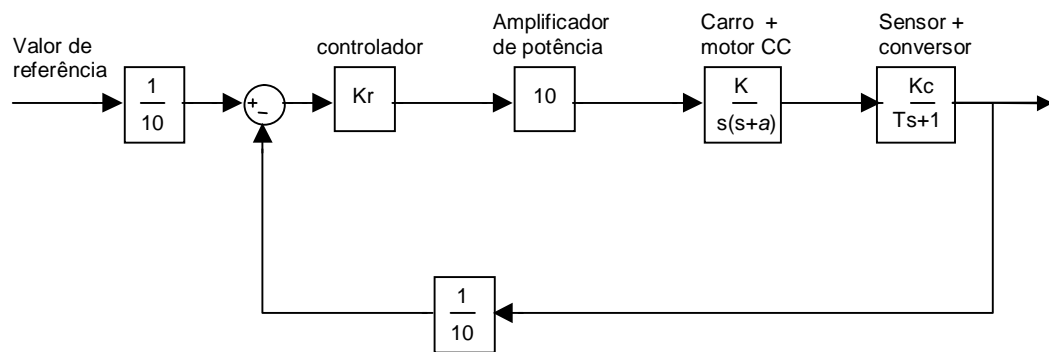 Valor de
referência
1
10
+
−
controlador
Kr
Amplificador
de potência
10
Carro +
motor CC
K
s(s+a)
Sensor +
conversor
Kc
Ts+1
1
10